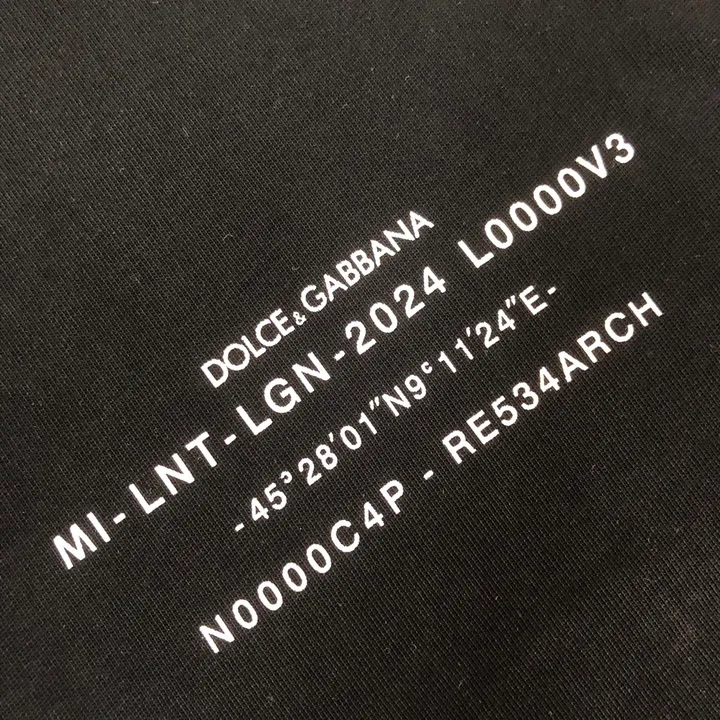 DOLCE&GABBANA
MI-LNT-LGN-2024 L0000V3
-45°28'01"N9°11'24"E-
N0000C4P - RE534ARCH